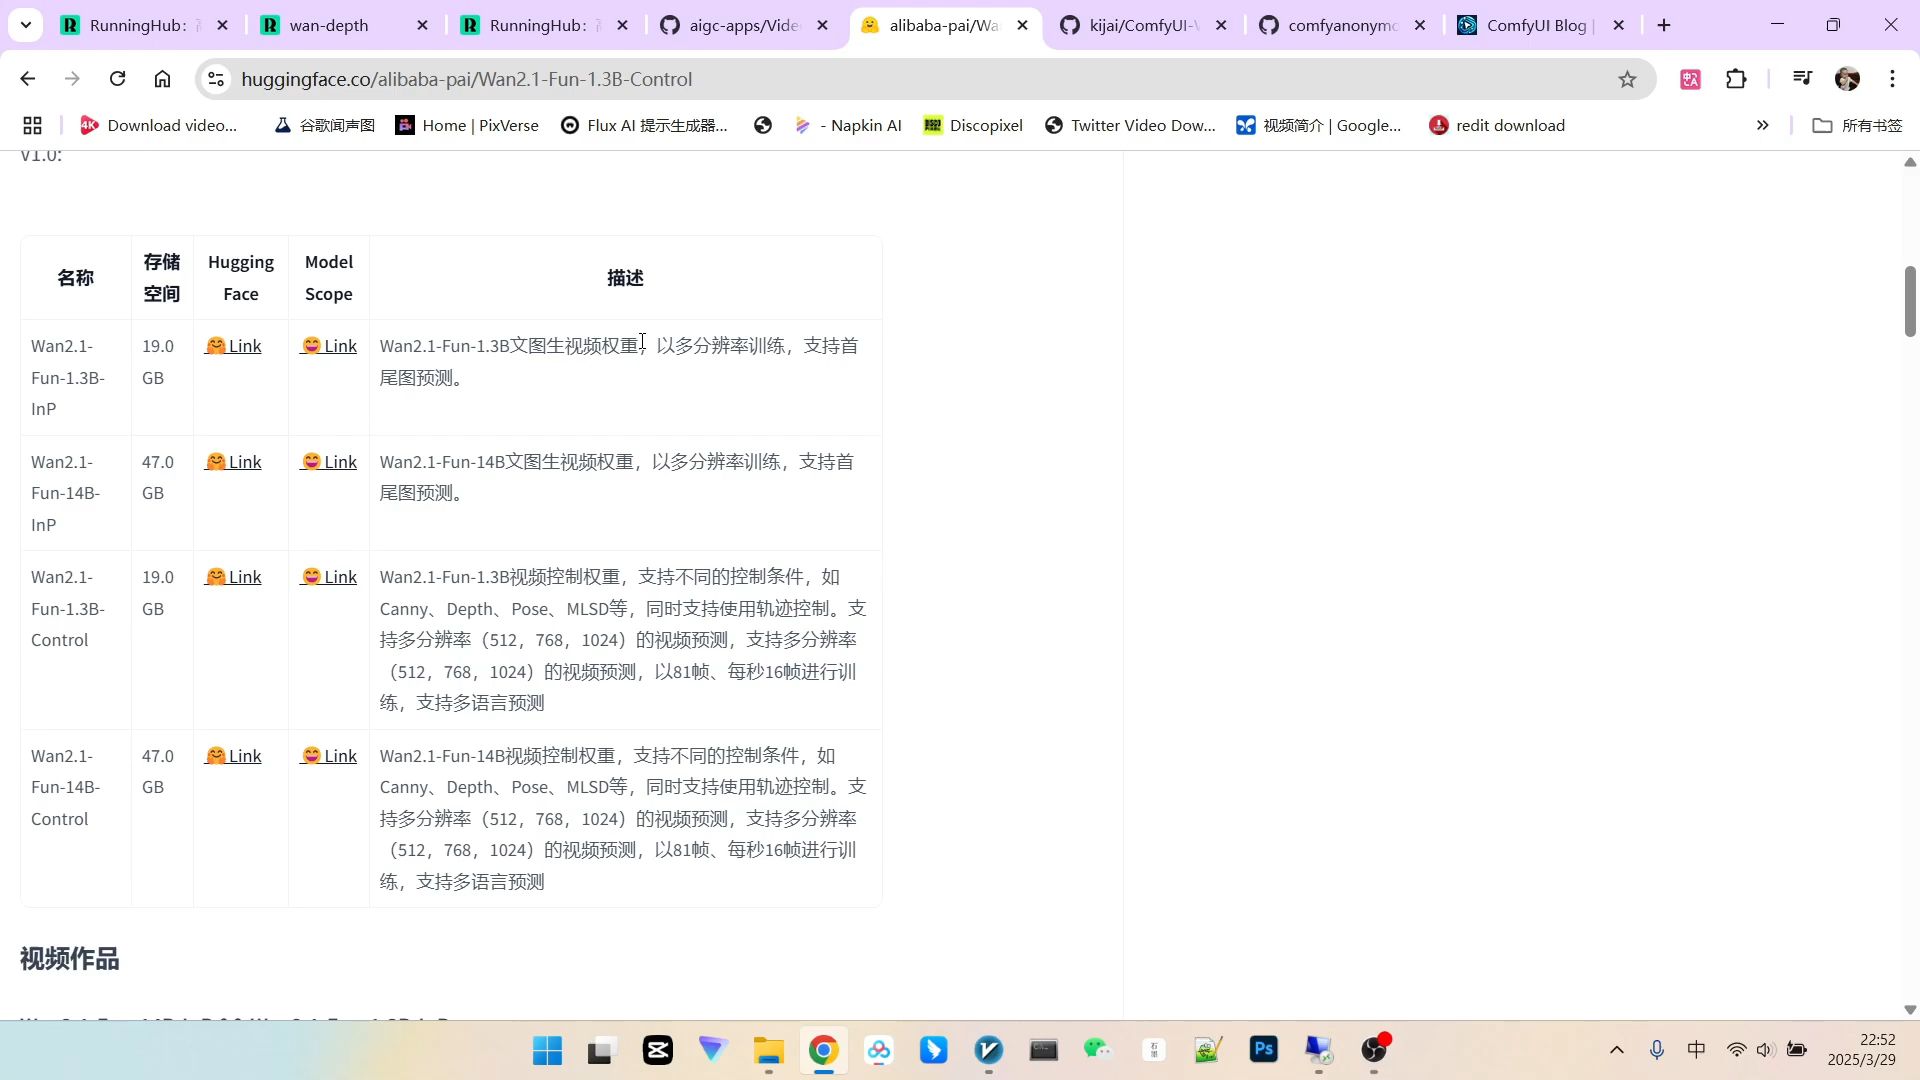 RunningHub:
wan-depth
RunningHub:
aigc-apps/Vide
alibaba-pai/Wa
kijai/ComfyUI-
comfyanonymo
ComfyUI Blog |
huggingface.co/alibaba-pai/Wan2.1-Fun-1.3B-Control
Download video...
谷歌闻声图
Home | PixVerse
Flux AI 提示生成器...
- Napkin AI
Discopixel
Twitter Video Dow...
视频简介 | Google...
redit download
所有书签
V1.0:
名称
存储
空间
Hugging
Face
Model
Scope
描述
Wan2.1-
Fun-1.3B-
InP
19.0
GB
🤗 Link
😄 Link
Wan2.1-Fun-1.3B文图生视频权重，以多分辨率训练，支持首
尾图预测。
Wan2.1-
Fun-14B-
InP
47.0
GB
🤗 Link
😄 Link
Wan2.1-Fun-14B文图生视频权重，以多分辨率训练，支持首
尾图预测。
Wan2.1-
Fun-1.3B-
Control
19.0
GB
🤗 Link
😄 Link
Wan2.1-Fun-1.3B视频控制权重，支持不同的控制条件，如
Canny、Depth、Pose、MLSD等，同时支持使用轨迹控制。支
持多分辨率（512，768，1024）的视频预测，支持多分辨率
（512，768，1024）的视频预测，以81帧、每秒16帧进行训
练，支持多语言预测
Wan2.1-
Fun-14B-
Control
47.0
GB
🤗 Link
😄 Link
Wan2.1-Fun-14B视频控制权重，支持不同的控制条件，如
Canny、Depth、Pose、MLSD等，同时支持使用轨迹控制。支
持多分辨率（512，768，1024）的视频预测，支持多分辨率
（512，768，1024）的视频预测，以81帧、每秒16帧进行训
练，支持多语言预测
视频作品
中
22:52
2025/3/29